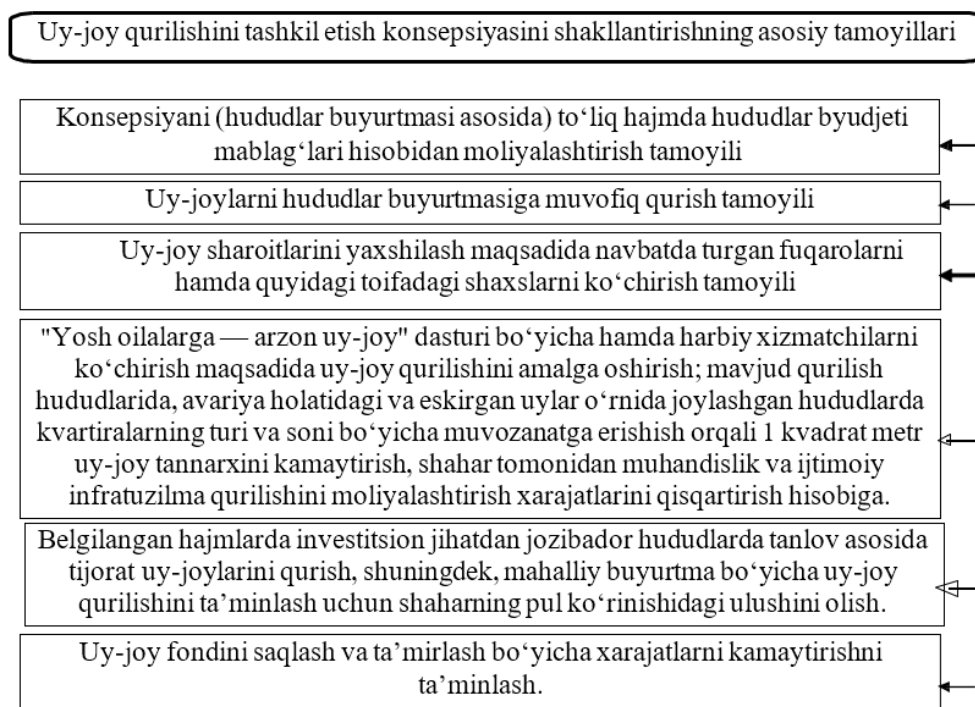 Uy-joy qurilishini tashkil etish konsepsiyasini shakllantirishning asosiy tamoyillari
Konsepsiyani (hududlar buyurtmasi asosida) to‘liq hajmda hududlar byudjeti
mablag‘lari hisobidan moliyalashtirish tamoyili
Uy-joylarni hududlar buyurtmasiga muvofiq qurish tamoyili
Uy-joy sharoitlarini yaxshilash maqsadida navbatda turgan fuqarolarni
hamda quyidagi toifadagi shaxslarni ko‘chirish tamoyili
"Yosh oilalarga — arzon uy-joy" dasturi bo‘yicha hamda harbiy xizmatchilarni
ko‘chirish maqsadida uy-joy qurilishini amalga oshirish; mavjud qurilish
hududlarida, avariya holatidagi va eskirgan uylar o‘rnida joylashgan hududlarda
kvartiralarning turi va soni bo‘yicha muvozanatga erishish orqali 1 kvadrat metr
uy-joy tannarxini kamaytirish, shahar tomonidan muhandislik va ijtimoiy
infratuzilma qurilishini moliyalashtirish xarajatlarini qisqartirish hisobiga.
Belgilangan hajmlarda investitsion jihatdan jozibador hududlarda tanlov asosida
tijorat uy-joylarini qurish, shuningdek, mahalliy buyurtma bo‘yicha uy-joy
qurilishini ta’minlash uchun shaharning pul ko‘rinishidagi ulushini olish.
Uy-joy fondini saqlash va ta’mirlash bo‘yicha xarajatlarni kamaytirishni
ta’minlash.